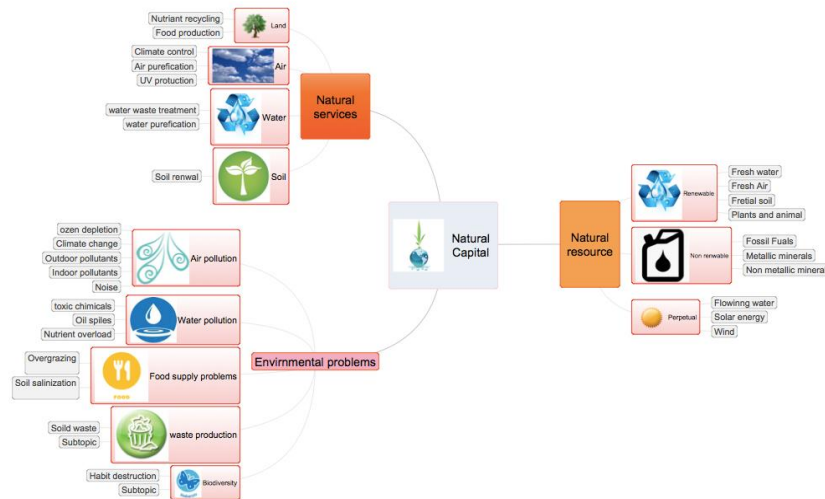 Nutriant recycling
Food production
Land
Climate control
Air purefication
UV protuction
Air
water waste treatment
water purefication
Water
Soil renwal
Soil
Natural
services
ozen depletion
Climate change
Outdoor pollutants
Indoor pollutants
Noise
Air pollution
toxic chimicals
Oil spiles
Nutrient overload
Water pollution
Overgrazing
Soil salinization
FOOD
Food supply problems
Soild waste
Subtopic
waste production
Habit destruction
Subtopic
Biodiversity
Envirnmental problems
Natural
Capital
Natural
resource
Renewable
Fresh water
Fresh Air
Fretial soil
Plants and animal
Non renwable
Fossil Fuals
Metallic minerals
Non metallic mineral
Perpetual
Flowinng water
Solar energy
Wind